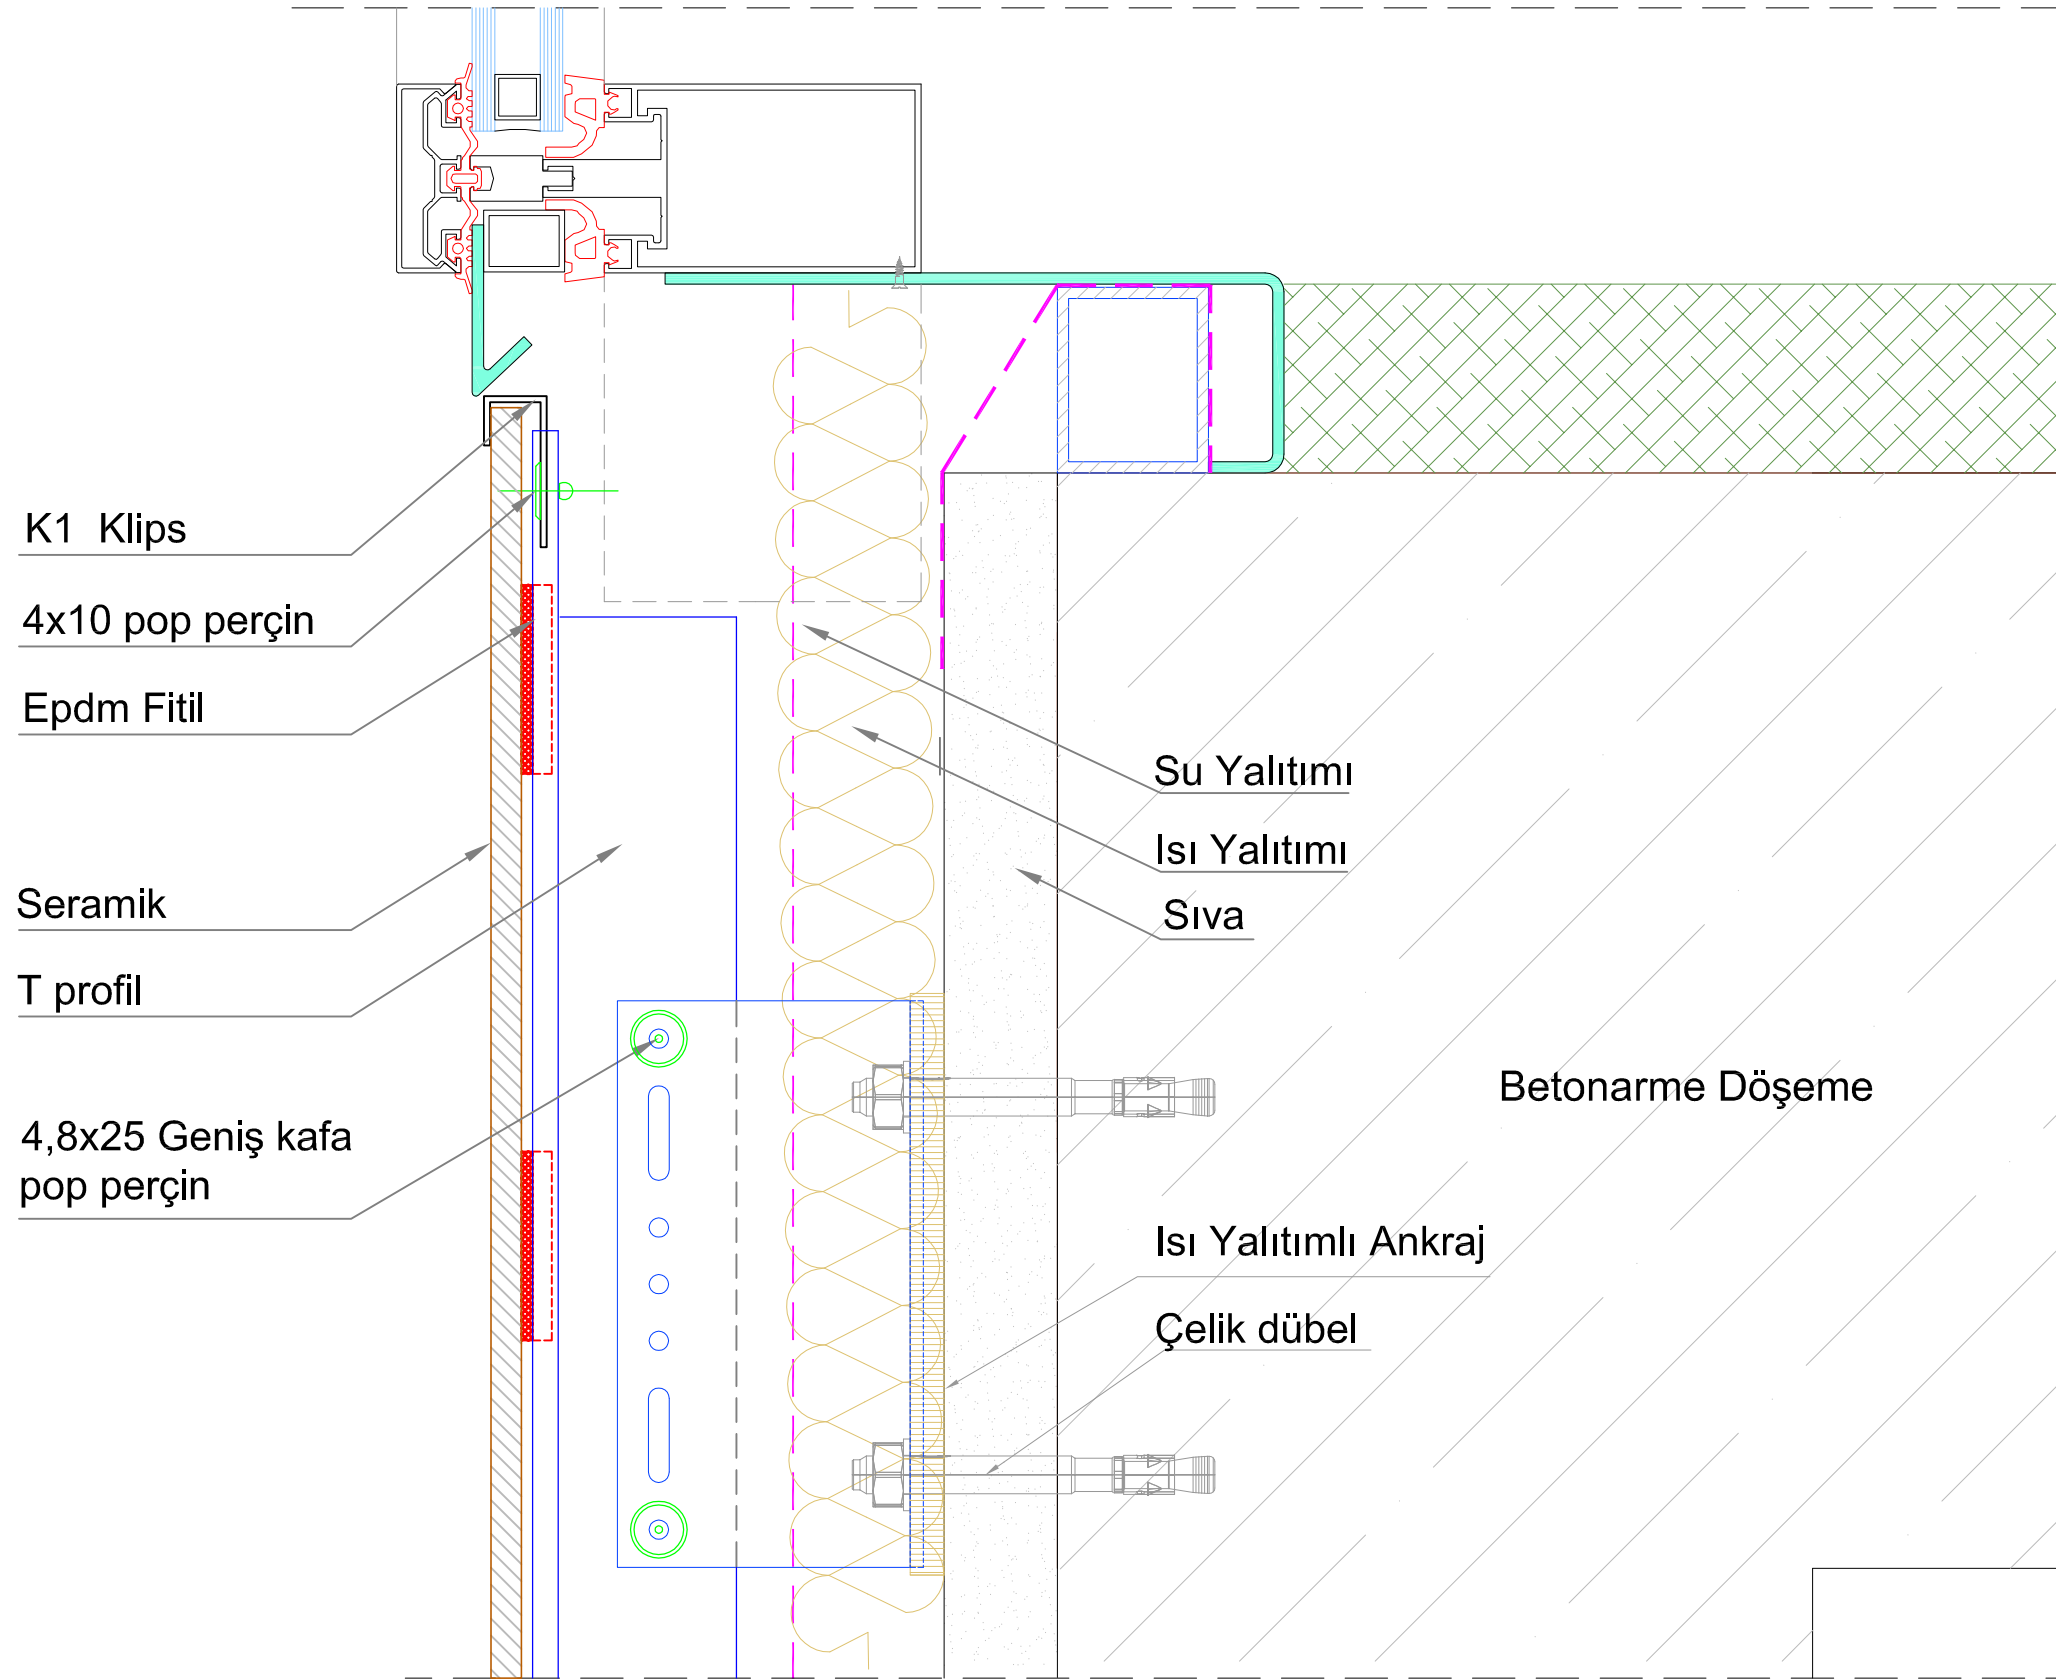 K1 Klips
4x10 pop perçin
Epdm Fitil
Seramik
T profil
4,8x25 Geniş kafa
pop perçin
Su Yalıtımı
Isı Yalıtımı
Sıva
Betonarme Döşeme
Isı Yalıtımlı Ankraj
Çelik dübel